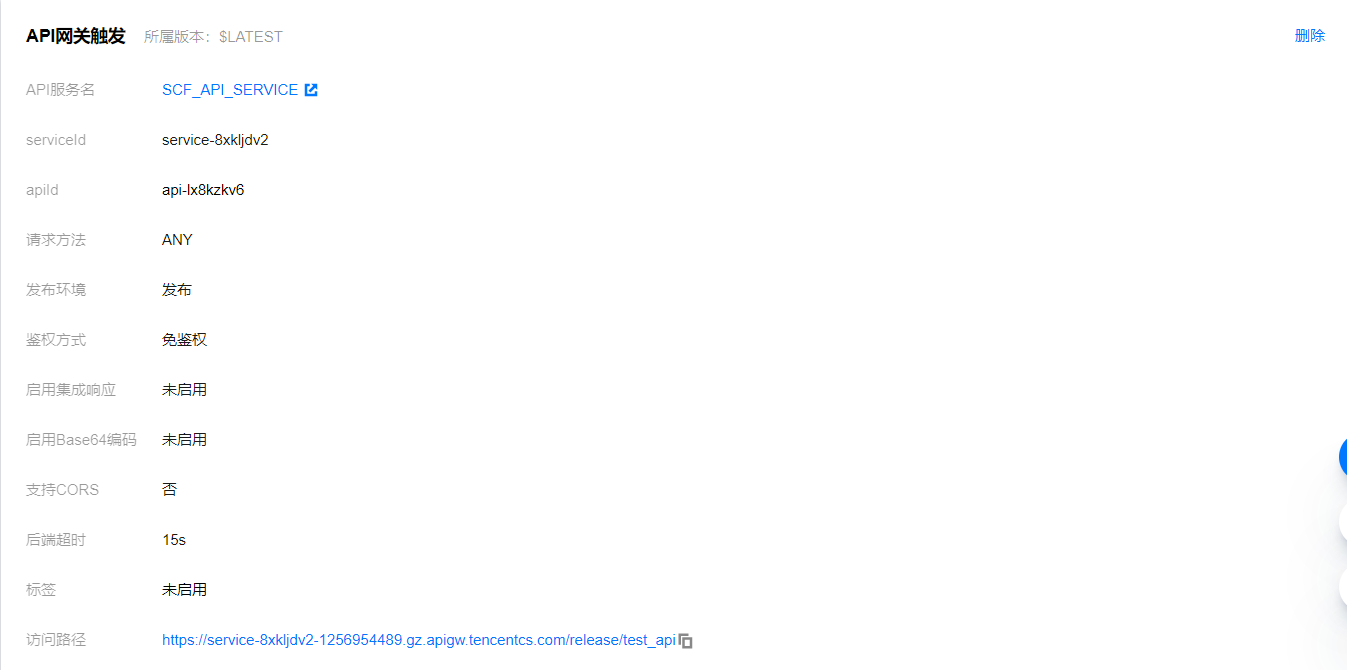 API网关触发 所属版本：$LATEST 删除
API服务名 SCF_API_SERVICE
serviceId service-8xkljdv2
apiId api-lx8kzkv6
请求方法 ANY
发布环境 发布
鉴权方式 免鉴权
启用集成响应 未启用
启用Base64编码 未启用
支持CORS 否
后端超时 15s
标签 未启用
访问路径 https://service-8xkljdv2-1256954489.gz.apigw.tencentcs.com/release/test_api